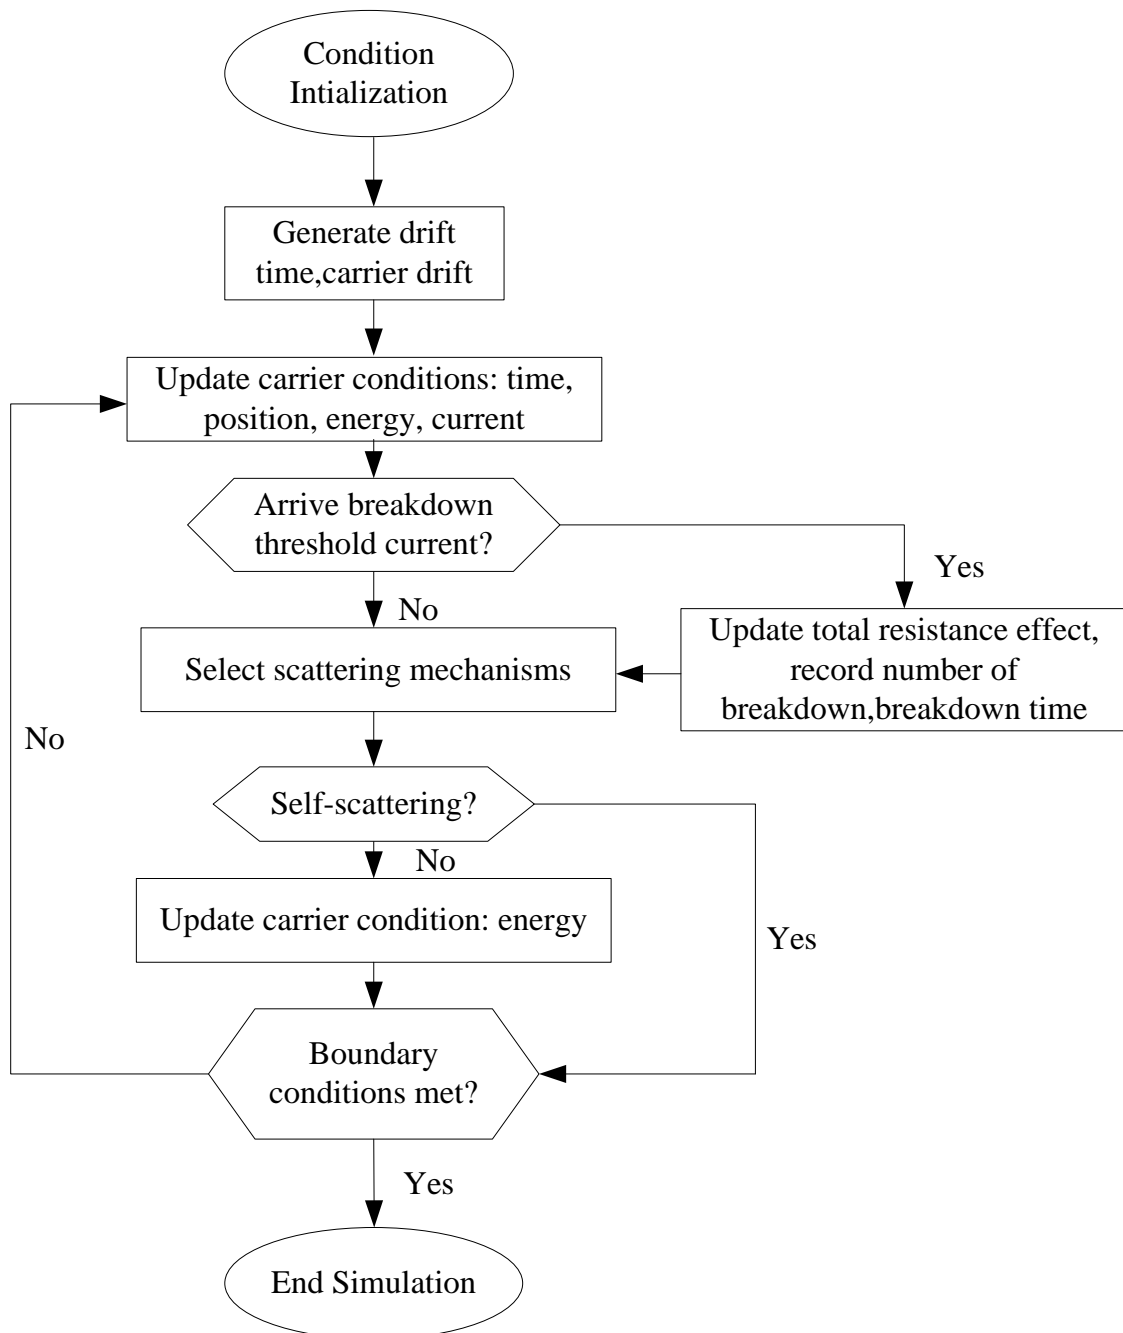 Condition
Intialization
Generate drift
time,carrier drift
Update carrier conditions: time,
position, energy, current
Arrive breakdown
threshold current?
Yes
No
Update total resistance effect,
record number of
breakdown,breakdown time
Select scattering mechanisms
No
Self-scattering?
No
Update carrier condition: energy
Yes
Boundary
conditions met?
Yes
End Simulation